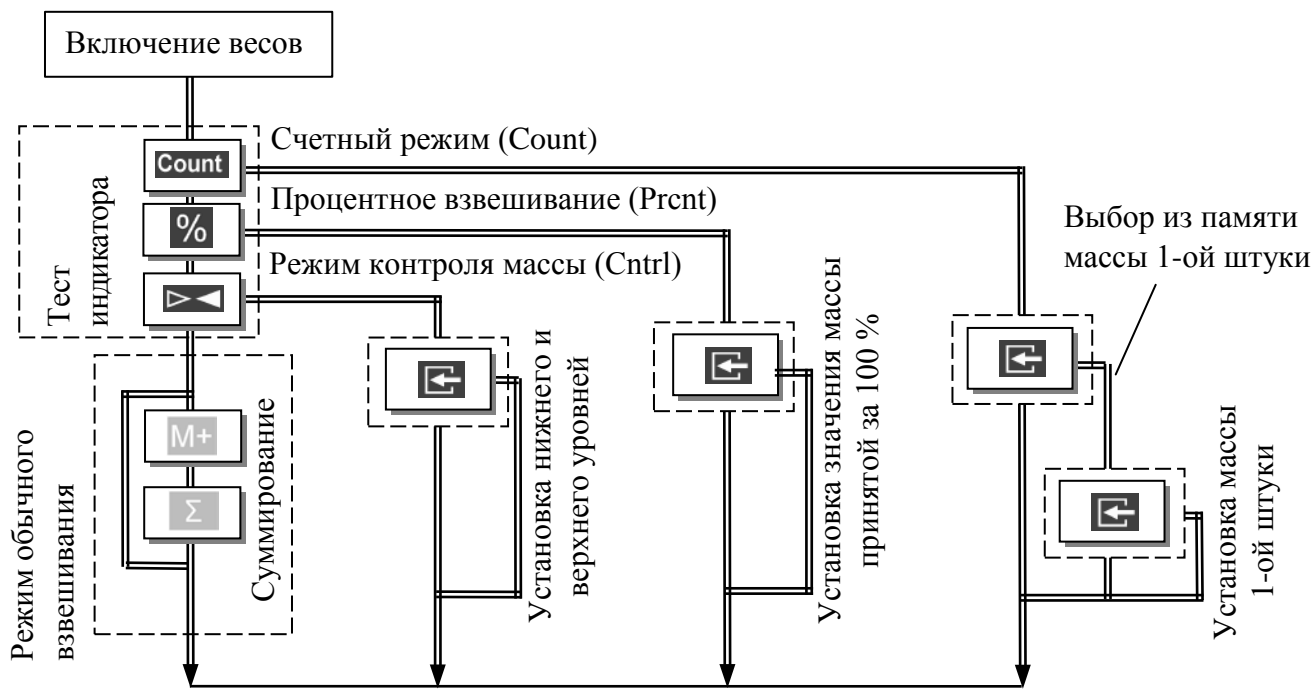 Включение весов
Count
Счетный режим (Count)
%
Процентное взвешивание (Prcnt)
Режим контроля массы (Cntrl)
Тест
индикатора
Выбор из памяти
массы 1-ой штуки
M+
Σ
Суммирование
Режим обычного
взвешивания
Установка нижнего и
верхнего уровней
Установка значения массы
принятой за 100 %
Установка массы
1-ой штуки